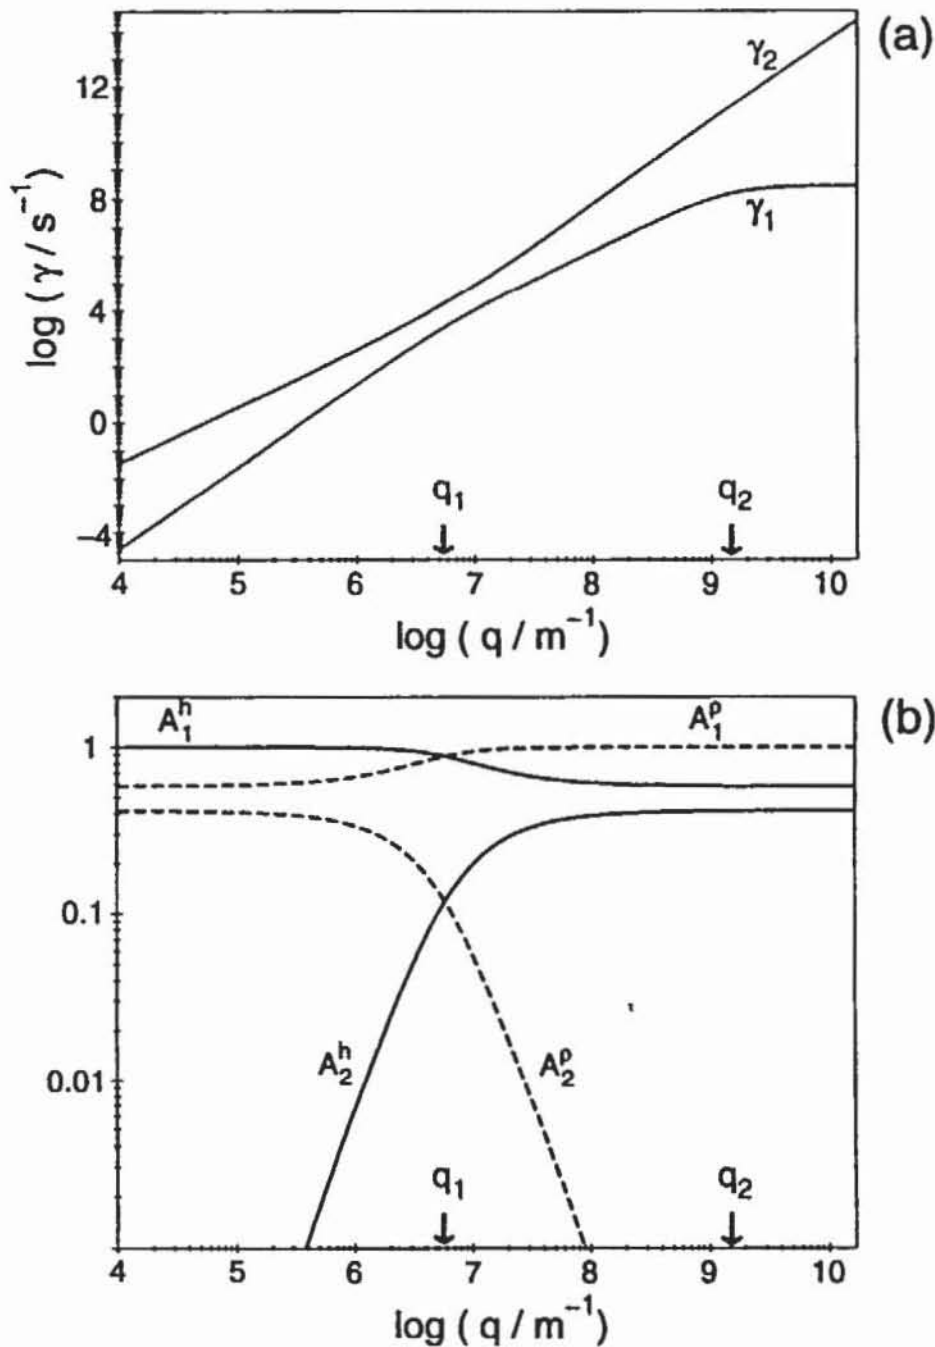 (a)
12
8
4
0
−4
log ( γ / s⁻¹ )
γ₂
γ₁
q₁ q₂
4 5 6 7 8 9 10
log ( q / m⁻¹ )
(b)
A₁ʰ A₁ᵖ
1
0.1
0.01
A₂ʰ A₂ᵖ
q₁ q₂
4 5 6 7 8 9 10
log ( q / m⁻¹ )